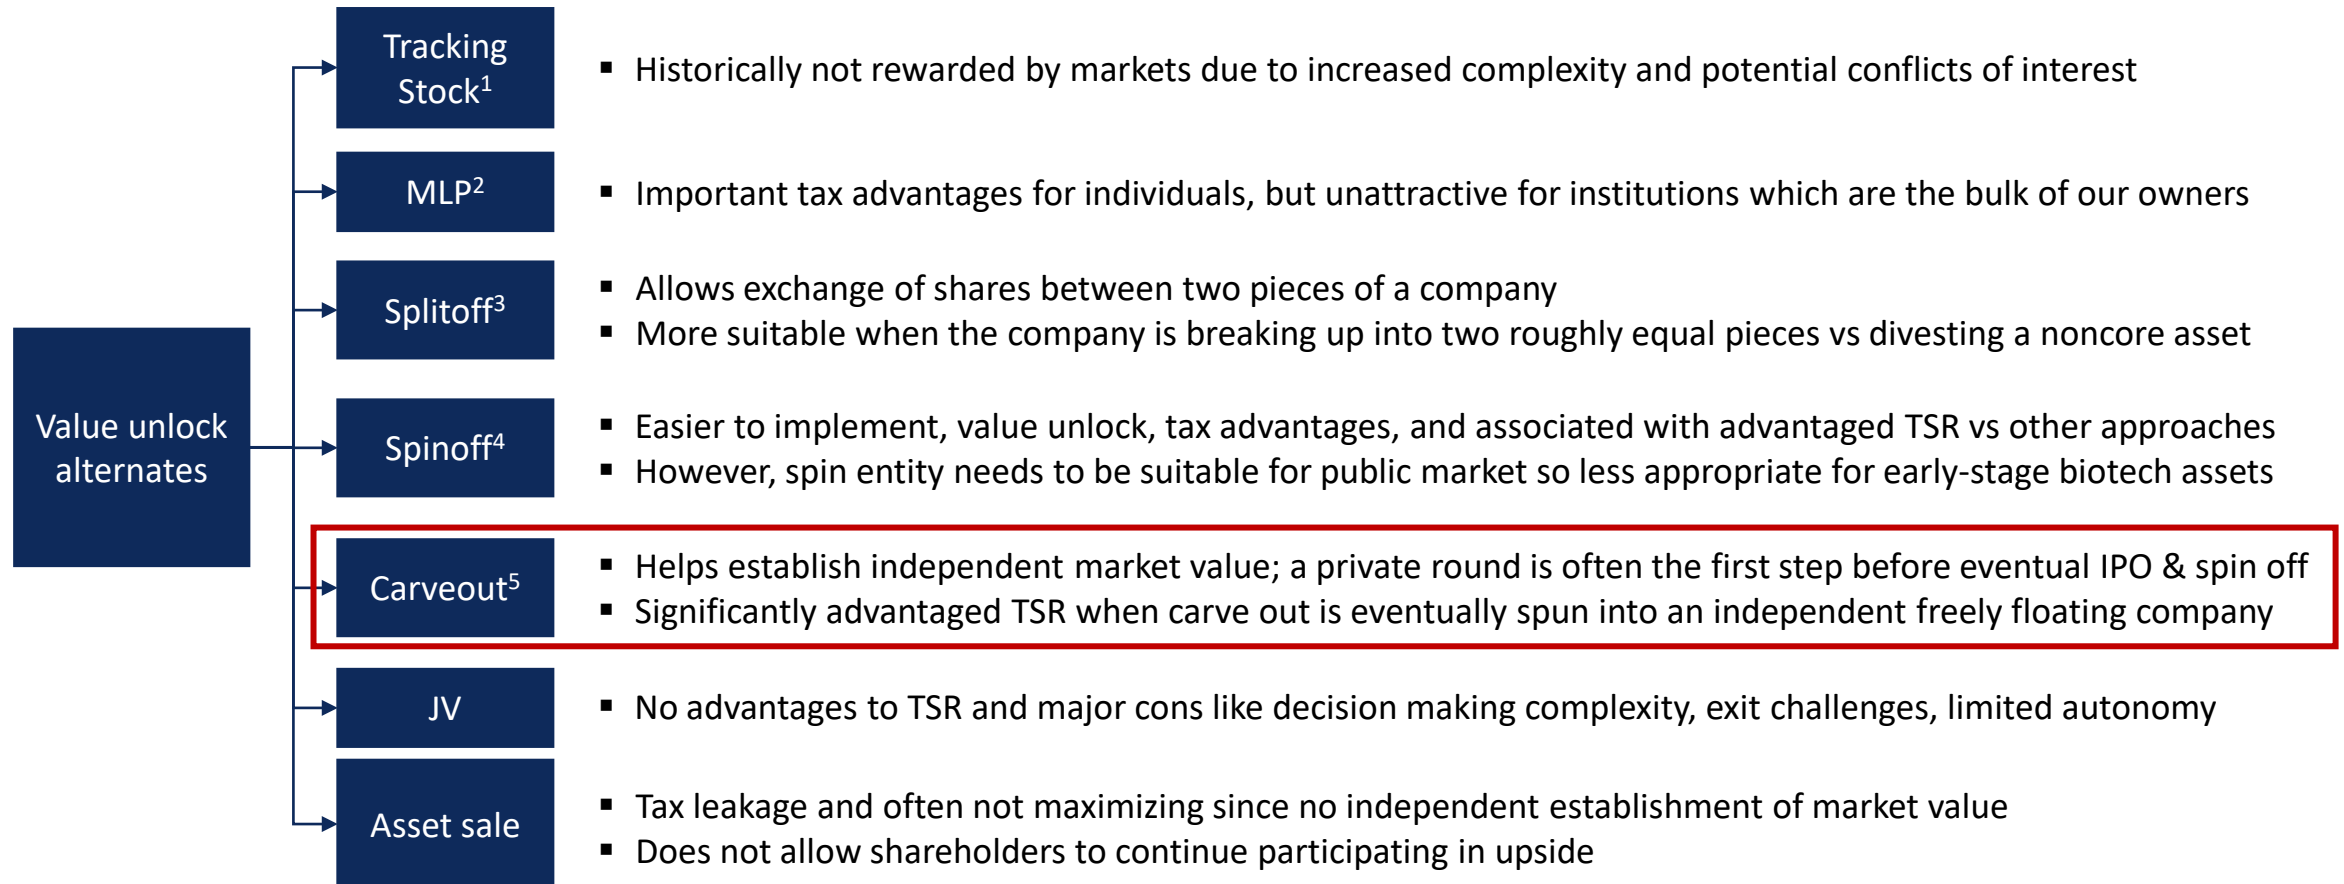 Value unlock
alternates
Tracking
Stock1
▪ Historically not rewarded by markets due to increased complexity and potential conflicts of interest
MLP2
▪ Important tax advantages for individuals, but unattractive for institutions which are the bulk of our owners
Splitoff3
▪ Allows exchange of shares between two pieces of a company
▪ More suitable when the company is breaking up into two roughly equal pieces vs divesting a noncore asset
Spinoff4
▪ Easier to implement, value unlock, tax advantages, and associated with advantaged TSR vs other approaches
▪ However, spin entity needs to be suitable for public market so less appropriate for early-stage biotech assets
Carveout5
▪ Helps establish independent market value; a private round is often the first step before eventual IPO & spin off
▪ Significantly advantaged TSR when carve out is eventually spun into an independent freely floating company
JV
▪ No advantages to TSR and major cons like decision making complexity, exit challenges, limited autonomy
Asset sale
▪ Tax leakage and often not maximizing since no independent establishment of market value
▪ Does not allow shareholders to continue participating in upside